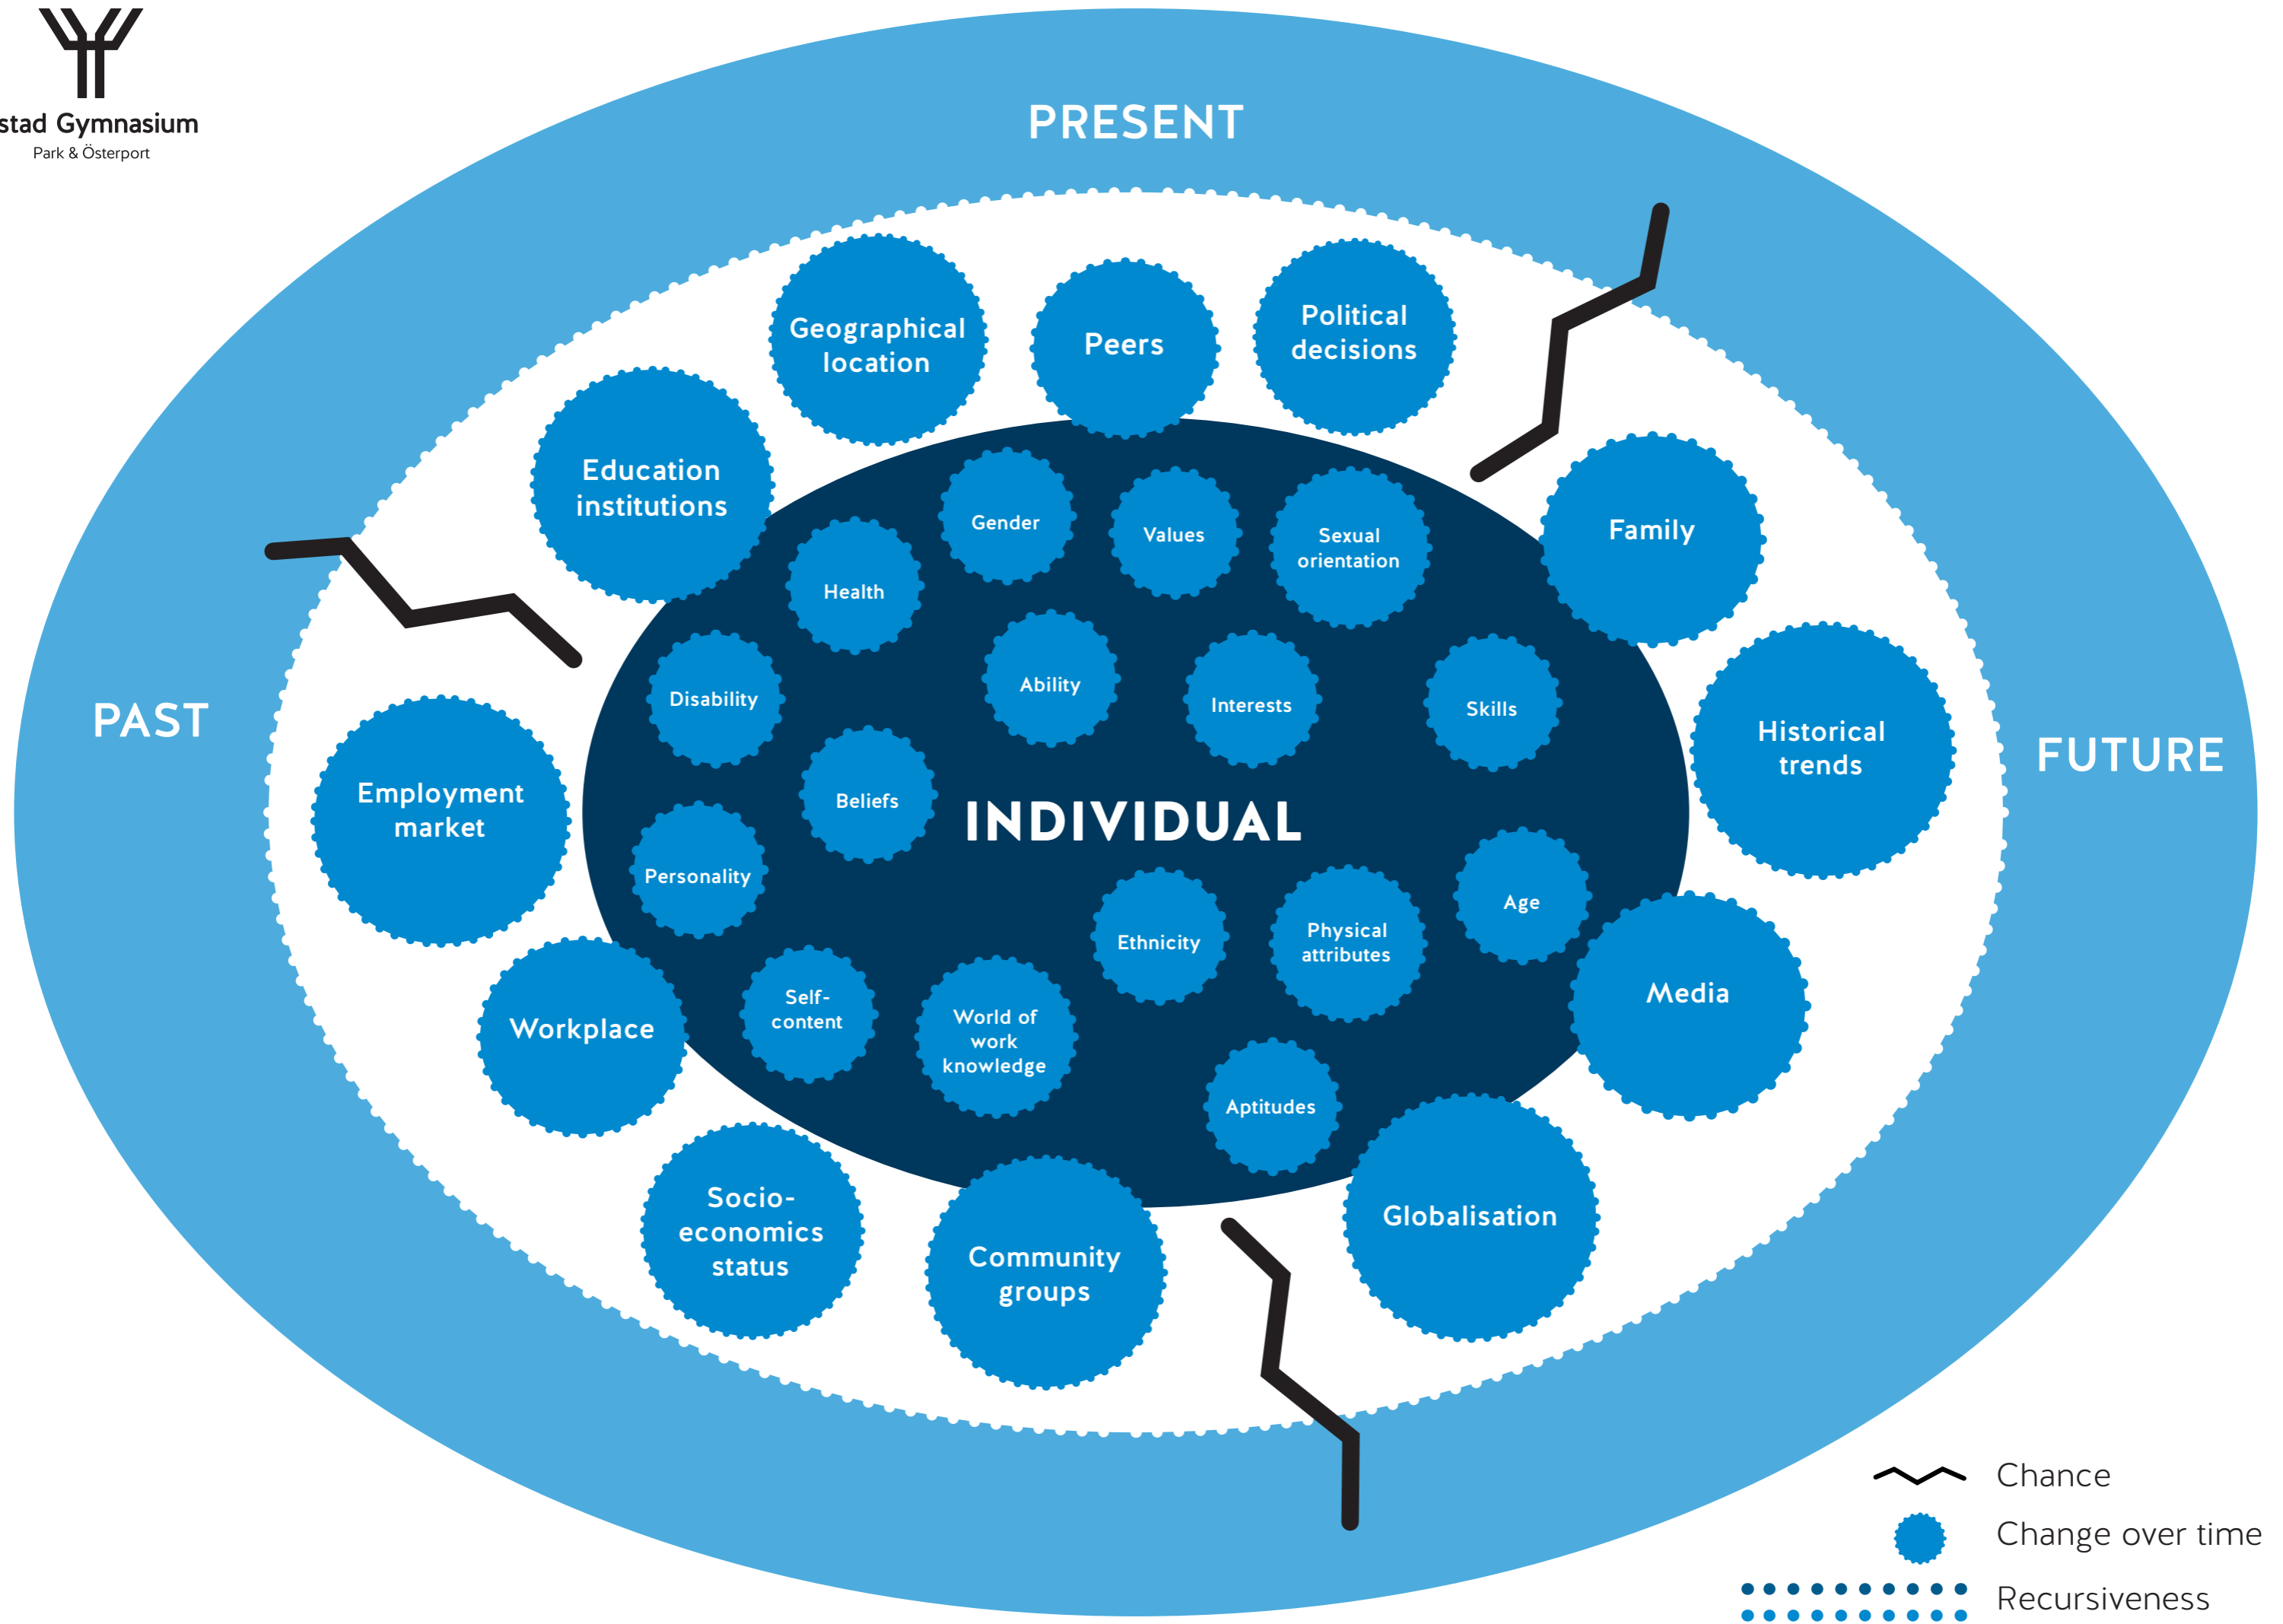 stad Gymnasium
Park & Österport
PRESENT
Geographical
location
Peers
Political
decisions
Education
institutions
Family
Gender
Values
Sexual
orientation
Health
Disability
Ability
Interests
Skills
PAST
Historical
trends
FUTURE
Employment
market
Beliefs
INDIVIDUAL
Personality
Age
Ethnicity
Physical
attributes
Media
Workplace
Self-
content
World of
work
knowledge
Aptitudes
Socio-
economics
status
Community
groups
Globalisation
Chance
Change over time
Recursiveness